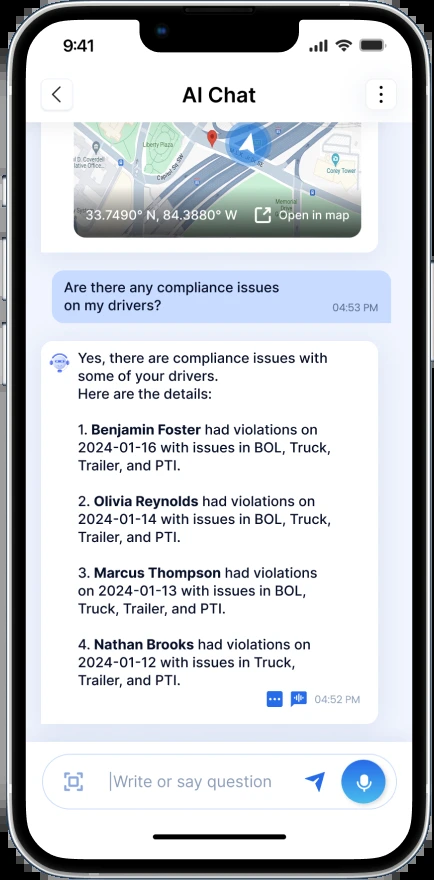 9:41
AI Chat
Liberty Plaza
Capitol Sq SW
Corey Tower
Memorial
Drive
33.7490° N, 84.3880° W
Open in map
Are there any compliance issues
on my drivers?
04:53 PM
Yes, there are compliance issues with
some of your drivers.
Here are the details:
1. Benjamin Foster had violations on
2024-01-16 with issues in BOL, Truck,
Trailer, and PTI.
2. Olivia Reynolds had violations on
2024-01-14 with issues in BOL, Truck,
Trailer, and PTI.
3. Marcus Thompson had violations
on 2024-01-13 with issues in BOL,
Truck, Trailer, and PTI.
4. Nathan Brooks had violations on
2024-01-12 with issues in Truck,
Trailer, and PTI.
04:52 PM
Write or say question